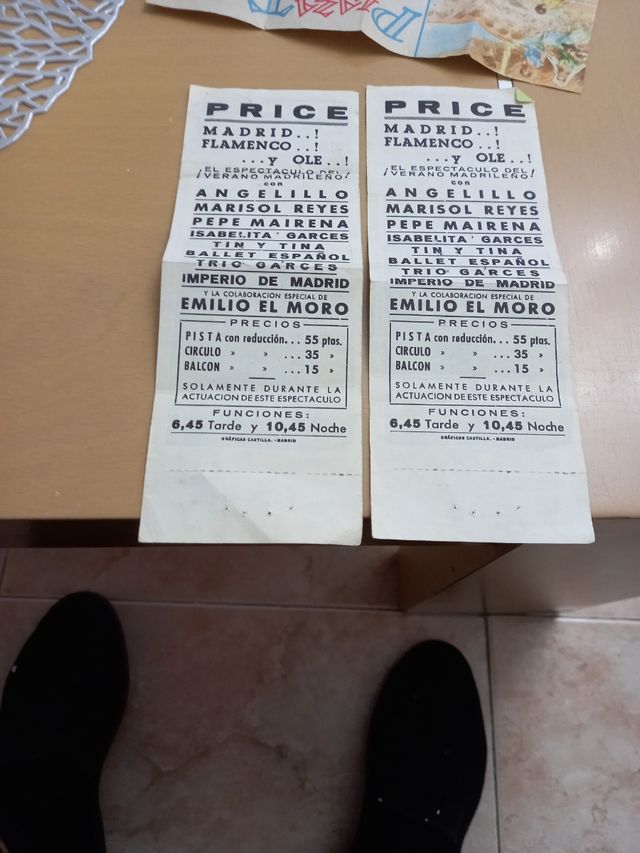 PRICE
MADRID..!
FLAMENCO..!
...y OLE..!
¡EL ESPECTACULO DEL
VERANO MADRILEÑO!
con
ANGELILLO
MARISOL REYES
PEPE MAIRENA
ISABELITA GARCES
TIN Y TINA
BALLET ESPAÑOL
TRIO GARCES
IMPERIO DE MADRID
Y LA COLABORACION ESPECIAL DE
EMILIO EL MORO
PRECIOS
PISTA con reducción... 55 ptas.
CIRCULO » » ... 35 »
BALCON » » ... 15 »
SOLAMENTE DURANTE LA
ACTUACION DE ESTE ESPECTACULO
FUNCIONES:
6,45 Tarde y 10,45 Noche
GRÁFICAS CASTILLA. - MADRID
PRICE
MADRID..!
FLAMENCO..!
...y OLE..!
¡EL ESPECTACULO DEL
VERANO MADRILEÑO!
con
ANGELILLO
MARISOL REYES
PEPE MAIRENA
ISABELITA GARCES
TIN Y TINA
BALLET ESPAÑOL
TRIO GARCES
IMPERIO DE MADRID
Y LA COLABORACION ESPECIAL DE
EMILIO EL MORO
PRECIOS
PISTA con reducción... 55 ptas.
CIRCULO » » ... 35 »
BALCON » » ... 15 »
SOLAMENTE DURANTE LA
ACTUACION DE ESTE ESPECTACULO
FUNCIONES:
6,45 Tarde y 10,45 Noche
GRÁFICAS CASTILLA. - MADRID